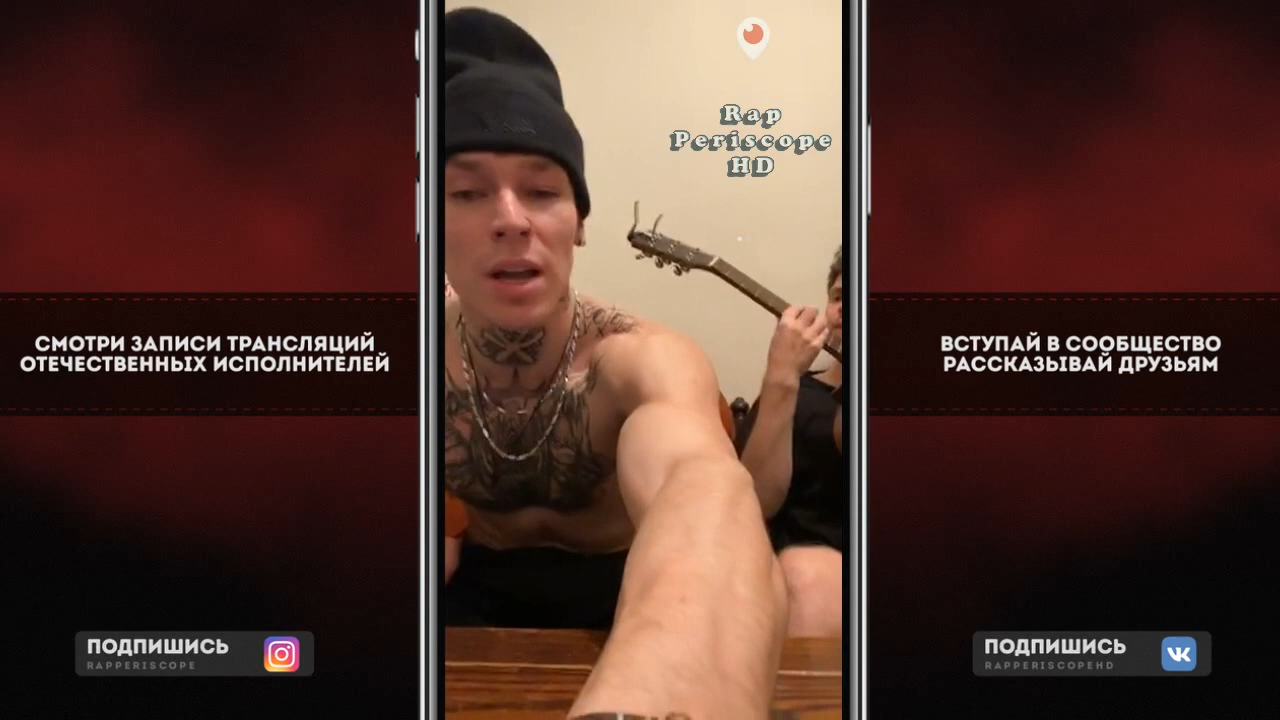 Rap
Periscope
HD
СМОТРИ ЗАПИСИ ТРАНСЛЯЦИЙ
ОТЕЧЕСТВЕННЫХ ИСПОЛНИТЕЛЕЙ
ВСТУПАЙ В СООБЩЕСТВО
РАССКАЗЫВАЙ ДРУЗЬЯМ
ПОДПИШИСЬ
RAPPERISCOPE
ПОДПИШИСЬ
RAPPERISCOPEHD